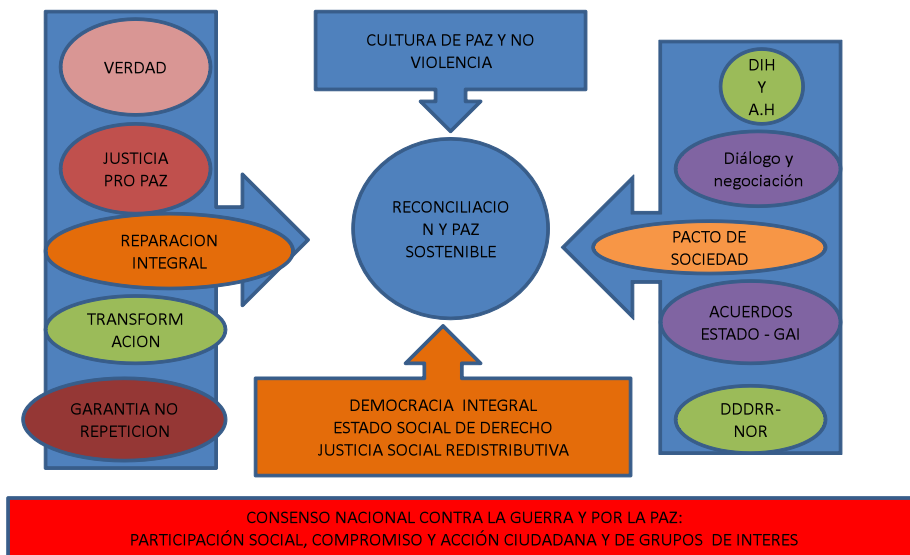 VERDAD
JUSTICIA
PRO PAZ
REPARACION
INTEGRAL
TRANSFORM
ACION
GARANTIA NO
REPETICION
CULTURA DE PAZ Y NO
VIOLENCIA
RECONCILIACIO
N Y PAZ
SOSTENIBLE
DEMOCRACIA INTEGRAL
ESTADO SOCIAL DE DERECHO
JUSTICIA SOCIAL REDISTRIBUTIVA
DIH
Y
A.H
Diálogo y
negociación
PACTO DE
SOCIEDAD
ACUERDOS
ESTADO - GAI
DDDRR-
NOR
CONSENSO NACIONAL CONTRA LA GUERRA Y POR LA PAZ:
PARTICIPACIÓN SOCIAL, COMPROMISO Y ACCIÓN CIUDADANA Y DE GRUPOS DE INTERES